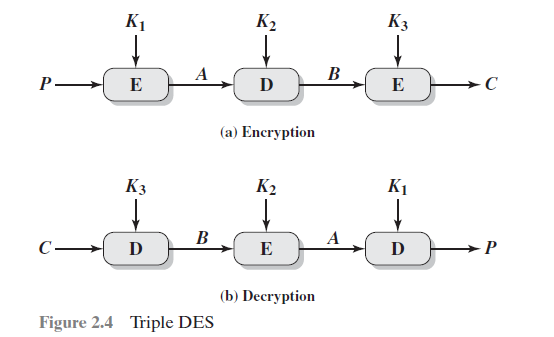 K1 K2 K3
P E A D B E C
(a) Encryption
K3 K2 K1
C D B E A D P
(b) Decryption
Figure 2.4 Triple DES